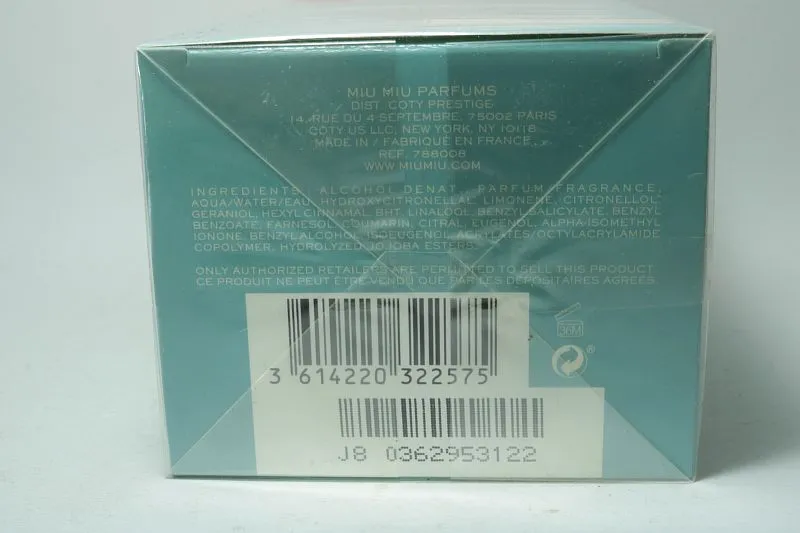 MIU MIU PARFUMS
DIST. COTY PRESTIGE
14, RUE DU 4 SEPTEMBRE, 75002 PARIS
COTY US LLC, NEW YORK, NY 10118
MADE IN / FABRIQUÉ EN FRANCE
REF. 788008
WWW.MIUMIU.COM
INGREDIENTS: ALCOHOL DENAT., PARFUM/FRAGRANCE,
AQUA/WATER/EAU, HYDROXYCITRONELLAL, LIMONENE, CITRONELLOL,
GERANIOL, HEXYL CINNAMAL, BHT, LINALOOL, BENZYL SALICYLATE, BENZYL
BENZOATE, FARNESOL, COUMARIN, CITRAL, EUGENOL, ALPHA-ISOMETHYL
IONONE, BENZYL ALCOHOL, ISOEUGENOL, ACRYLATES/OCTYLACRYLAMIDE
COPOLYMER, HYDROLYZED JOJOBA ESTERS.
ONLY AUTHORIZED RETAILERS ARE PERMITTED TO SELL THIS PRODUCT.
CE PRODUIT NE PEUT ÊTRE VENDU QUE PAR LES DÉPOSITAIRES AGRÉÉS.
36M
®
3 614220 322575
J8 0362953122